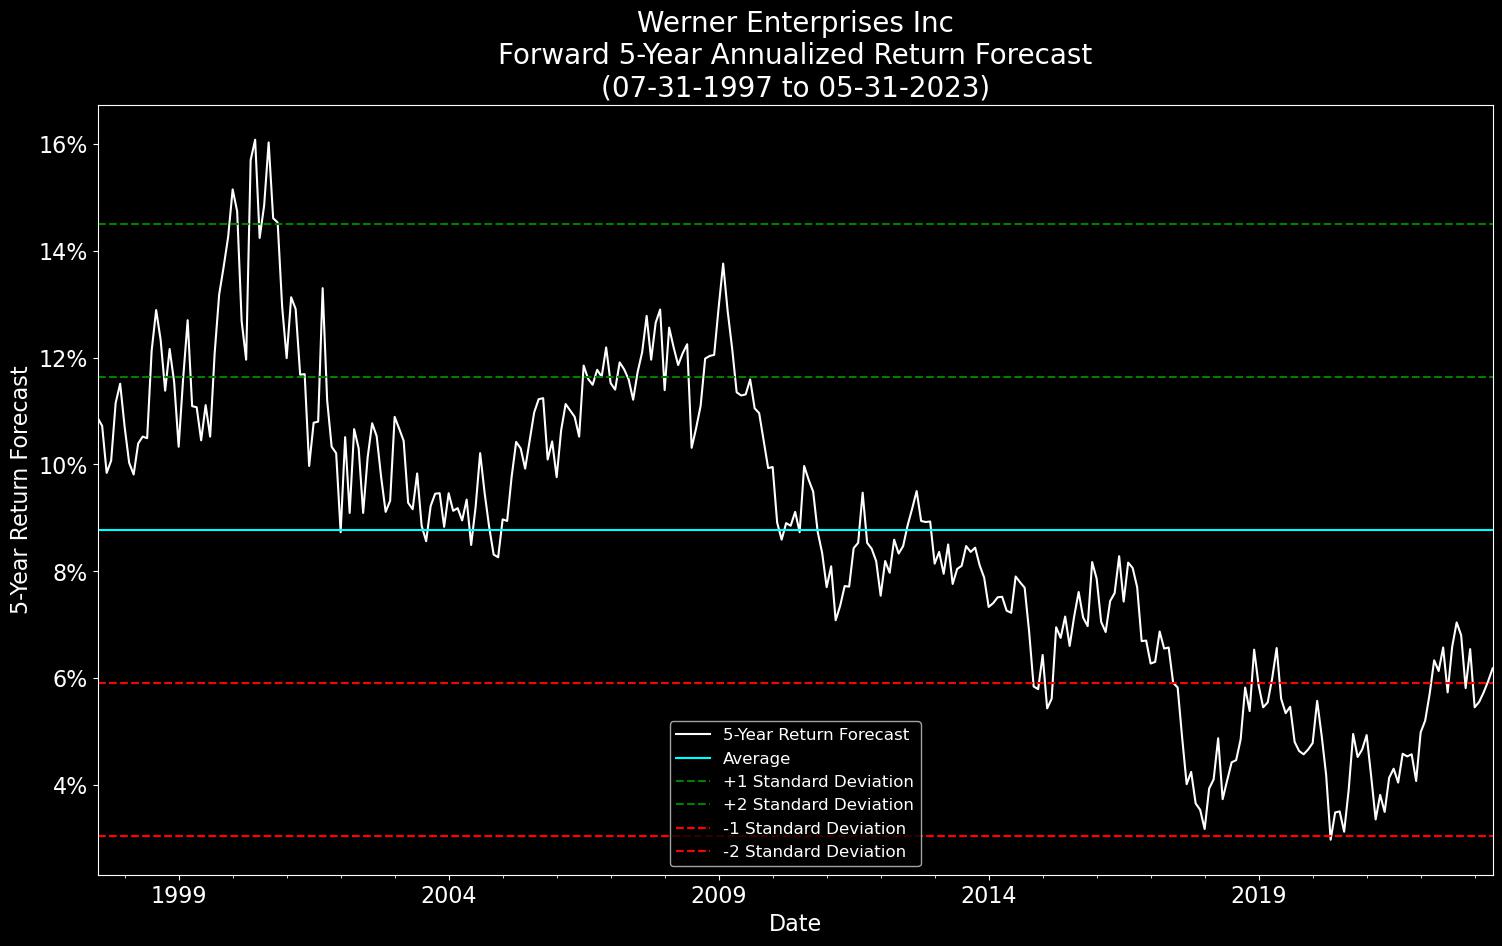 Werner Enterprises Inc
Forward 5-Year Annualized Return Forecast
(07-31-1997 to 05-31-2023)
5-Year Return Forecast
16%
14%
12%
10%
8%
6%
4%
5-Year Return Forecast
Average
+1 Standard Deviation
+2 Standard Deviation
-1 Standard Deviation
-2 Standard Deviation
1999 2004 2009 2014 2019
Date